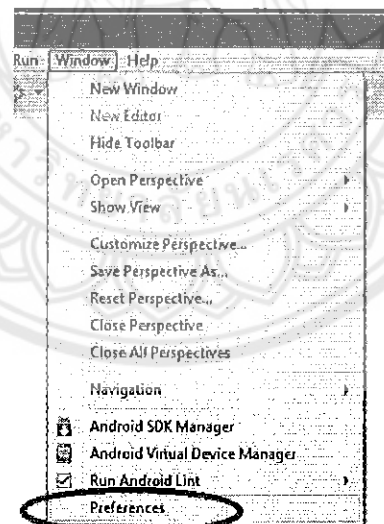 Run Window Help
New Window
New Editor
Hide Toolbar
Open Perspective
Show View
Customize Perspective...
Save Perspective As...
Reset Perspective...
Close Perspective
Close All Perspectives
Navigation
Android SDK Manager
Android Virtual Device Manager
Run Android Lint
Preferences